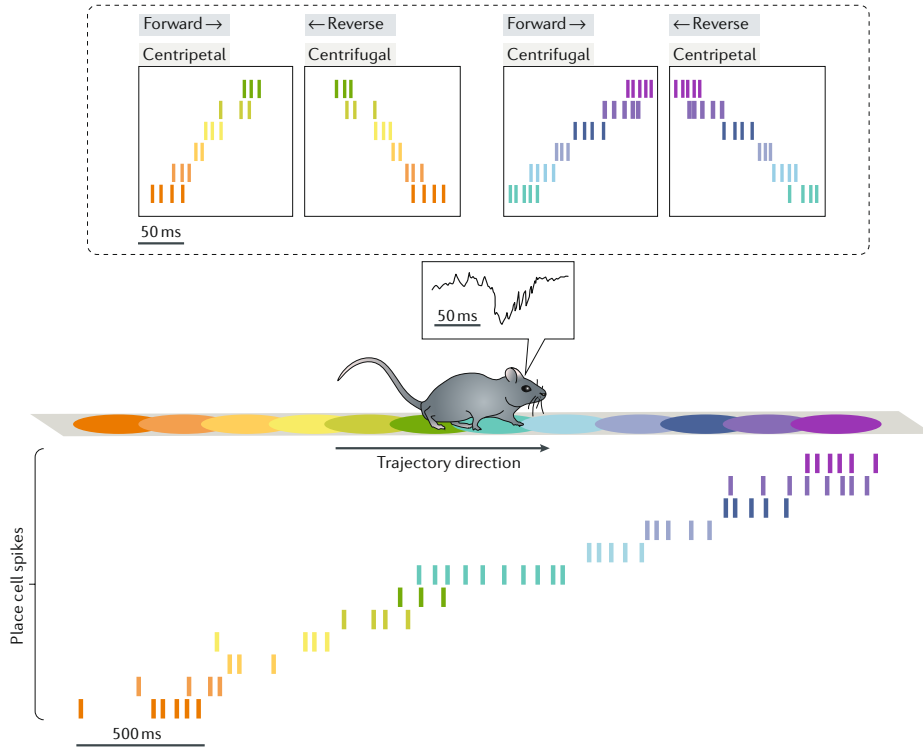 Forward →
← Reverse
Forward →
← Reverse
Centripetal
Centrifugal
Centrifugal
Centripetal
50 ms
50 ms
Trajectory direction
Place cell spikes
500 ms